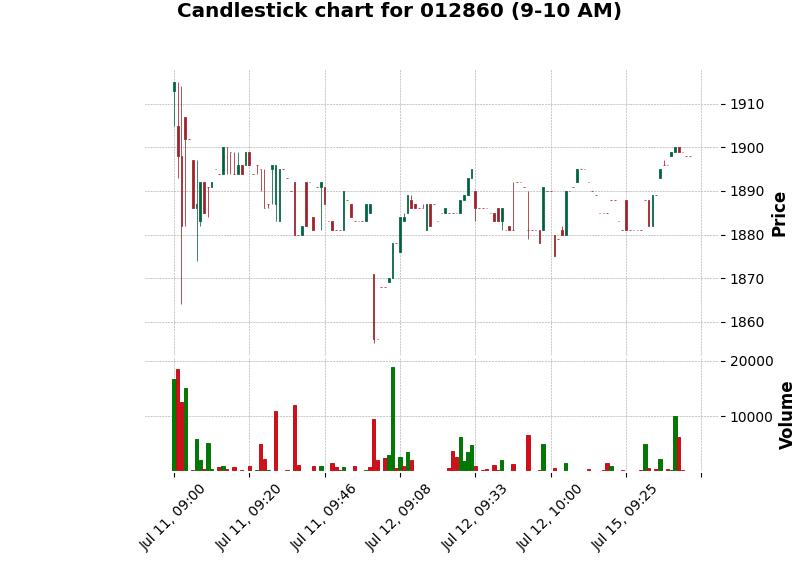 Candlestick chart for 012860 (9-10 AM)
1910
1900
1890
1880
1870
1860
Price
20000
10000
Volume
Jul 11, 09:00
Jul 11, 09:20
Jul 11, 09:46
Jul 12, 09:08
Jul 12, 09:33
Jul 12, 10:00
Jul 15, 09:25